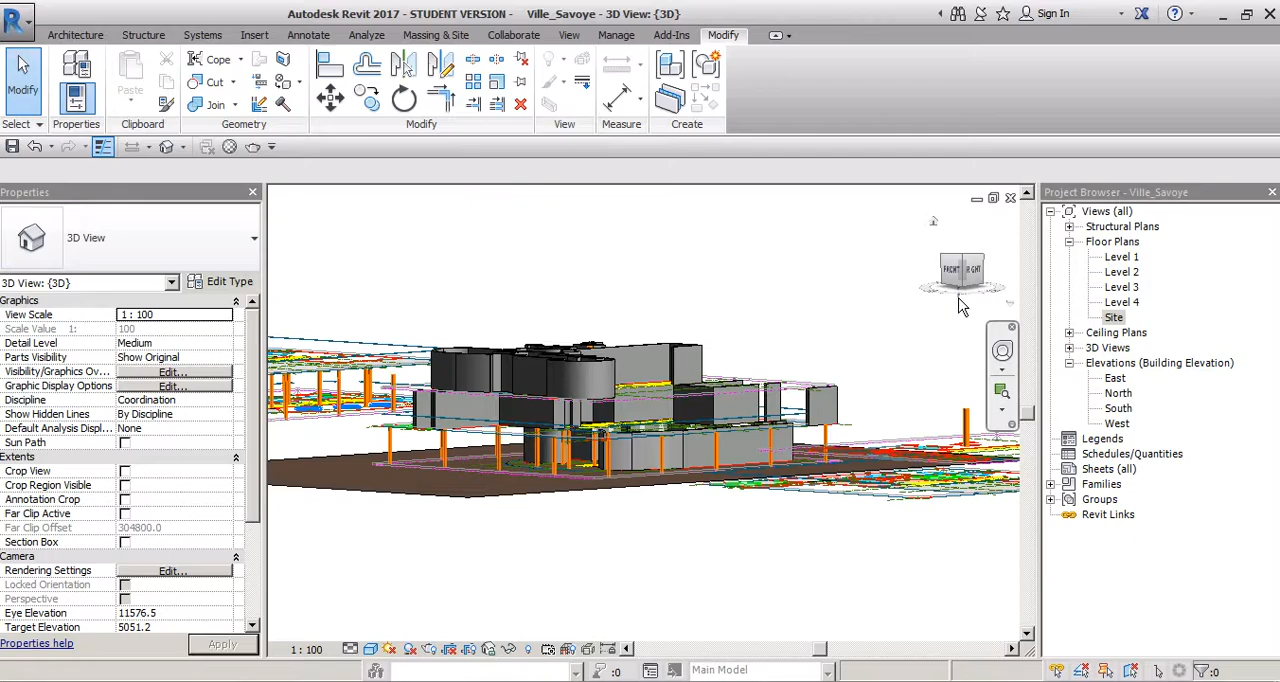 Autodesk Revit 2017 - STUDENT VERSION - Ville_Savoye - 3D View: {3D}
Sign In
Architecture Structure Systems Insert Annotate Analyze Massing & Site Collaborate View Manage Add-Ins Modify
Modify
Paste
Cope
Cut
Join
Select Properties Clipboard Geometry Modify View Measure Create
Properties
3D View
3D View: {3D} Edit Type
Graphics
View Scale 1 : 100
Scale Value 1: 100
Detail Level Medium
Parts Visibility Show Original
Visibility/Graphics Ov... Edit...
Graphic Display Options Edit...
Discipline Coordination
Show Hidden Lines By Discipline
Default Analysis Displ... None
Sun Path
Extents
Crop View
Crop Region Visible
Annotation Crop
Far Clip Active
Far Clip Offset 304800.0
Section Box
Camera
Rendering Settings Edit...
Locked Orientation
Perspective
Eye Elevation 11576.5
Target Elevation 5051.2
Properties help Apply
FRONT RIGHT
1 : 100
Project Browser - Ville_Savoye
Views (all)
Structural Plans
Floor Plans
Level 1
Level 2
Level 3
Level 4
Site
Ceiling Plans
3D Views
Elevations (Building Elevation)
East
North
South
West
Legends
Schedules/Quantities
Sheets (all)
Families
Groups
Revit Links
:0
Main Model
:0